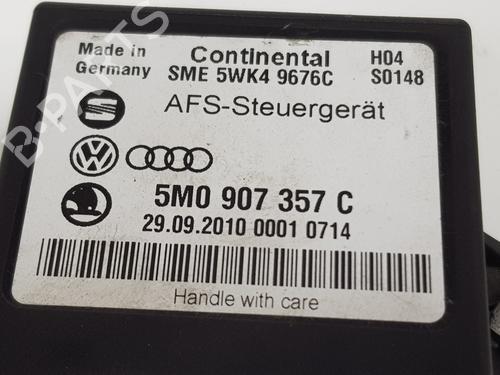 Made in Germany
Continental
SME 5WK4 9676C
H04
S0148
AFS-Steuergerät
5M0 907 357 C
29.09.2010 0001 0714
Handle with care
B-PARTS